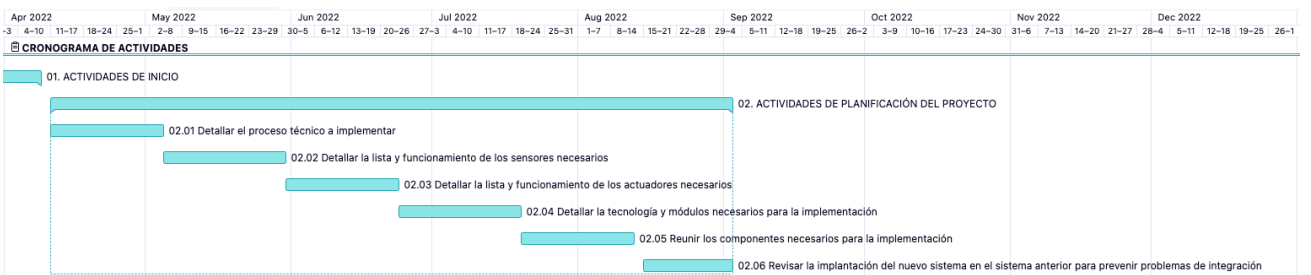 Apr 2022 May 2022 Jun 2022 Jul 2022 Aug 2022 Sep 2022 Oct 2022 Nov 2022 Dec 2022
–3 4–10 11–17 18–24 25–1 2–8 9–15 16–22 23–29 30–5 6–12 13–19 20–26 27–3 4–10 11–17 18–24 25–31 1–7 8–14 15–21 22–28 29–4 5–11 12–18 19–25 26–2 3–9 10–16 17–23 24–30 31–6 7–13 14–20 21–27 28–4 5–11 12–18 19–25 26–1
CRONOGRAMA DE ACTIVIDADES
01. ACTIVIDADES DE INICIO
02. ACTIVIDADES DE PLANIFICACIÓN DEL PROYECTO
02.01 Detallar el proceso técnico a implementar
02.02 Detallar la lista y funcionamiento de los sensores necesarios
02.03 Detallar la lista y funcionamiento de los actuadores necesarios
02.04 Detallar la tecnología y módulos necesarios para la implementación
02.05 Reunir los componentes necesarios para la implementación
02.06 Revisar la implantación del nuevo sistema en el sistema anterior para prevenir problemas de integración